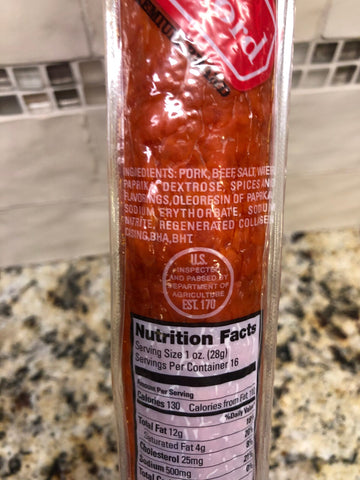 ford
INGREDIENTS: PORK, BEEF, SALT, WATER
PAPRIKA, DEXTROSE, SPICES AND
FLAVORINGS, OLEORESIN OF PAPRIKA
SODIUM ERYTHORBATE, SODIUM
NITRITE, REGENERATED COLLAGEN
CASING, BHA, BHT.
U.S.
INSPECTED
AND PASSED BY
DEPARTMENT OF
AGRICULTURE
EST. 170
Nutrition Facts
Serving Size 1 oz. (28g)
Servings Per Container 16
Amount Per Serving
Calories 130 Calories from Fat
%Daily Value
Total Fat 12g
Saturated Fat 4g
Cholesterol 25mg
Sodium 500mg